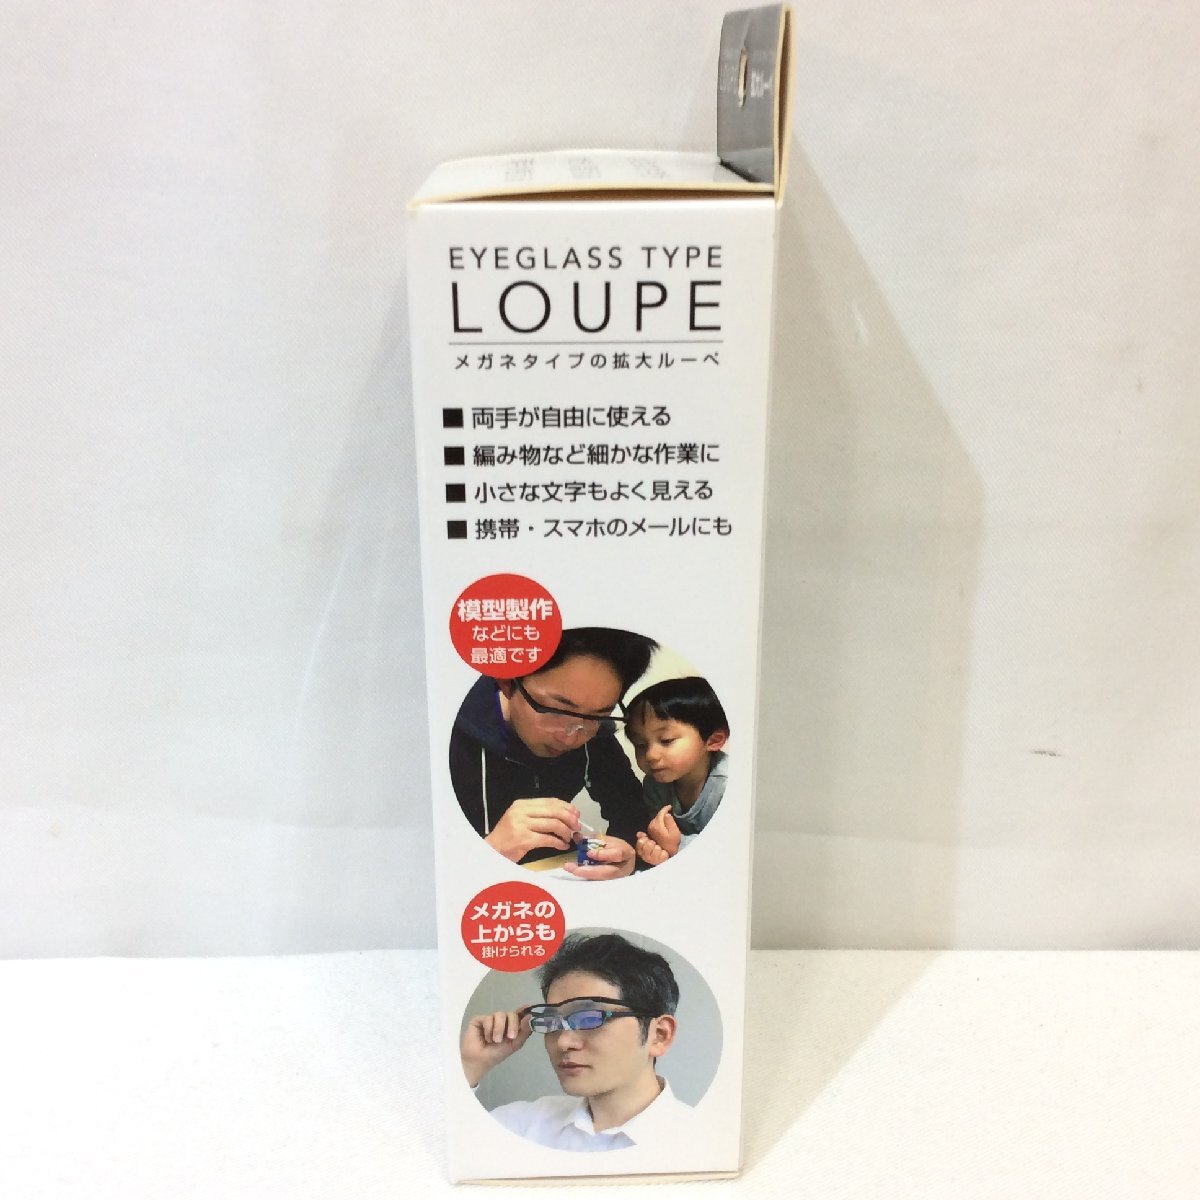 EYEGLASS TYPE
LOUPE
メガネタイプの拡大ルーペ
■ 両手が自由に使える
■ 編み物など細かな作業に
■ 小さな文字もよく見える
■ 携帯・スマホのメールにも
模型製作
などにも
最適です
メガネの
上からも
掛けられる